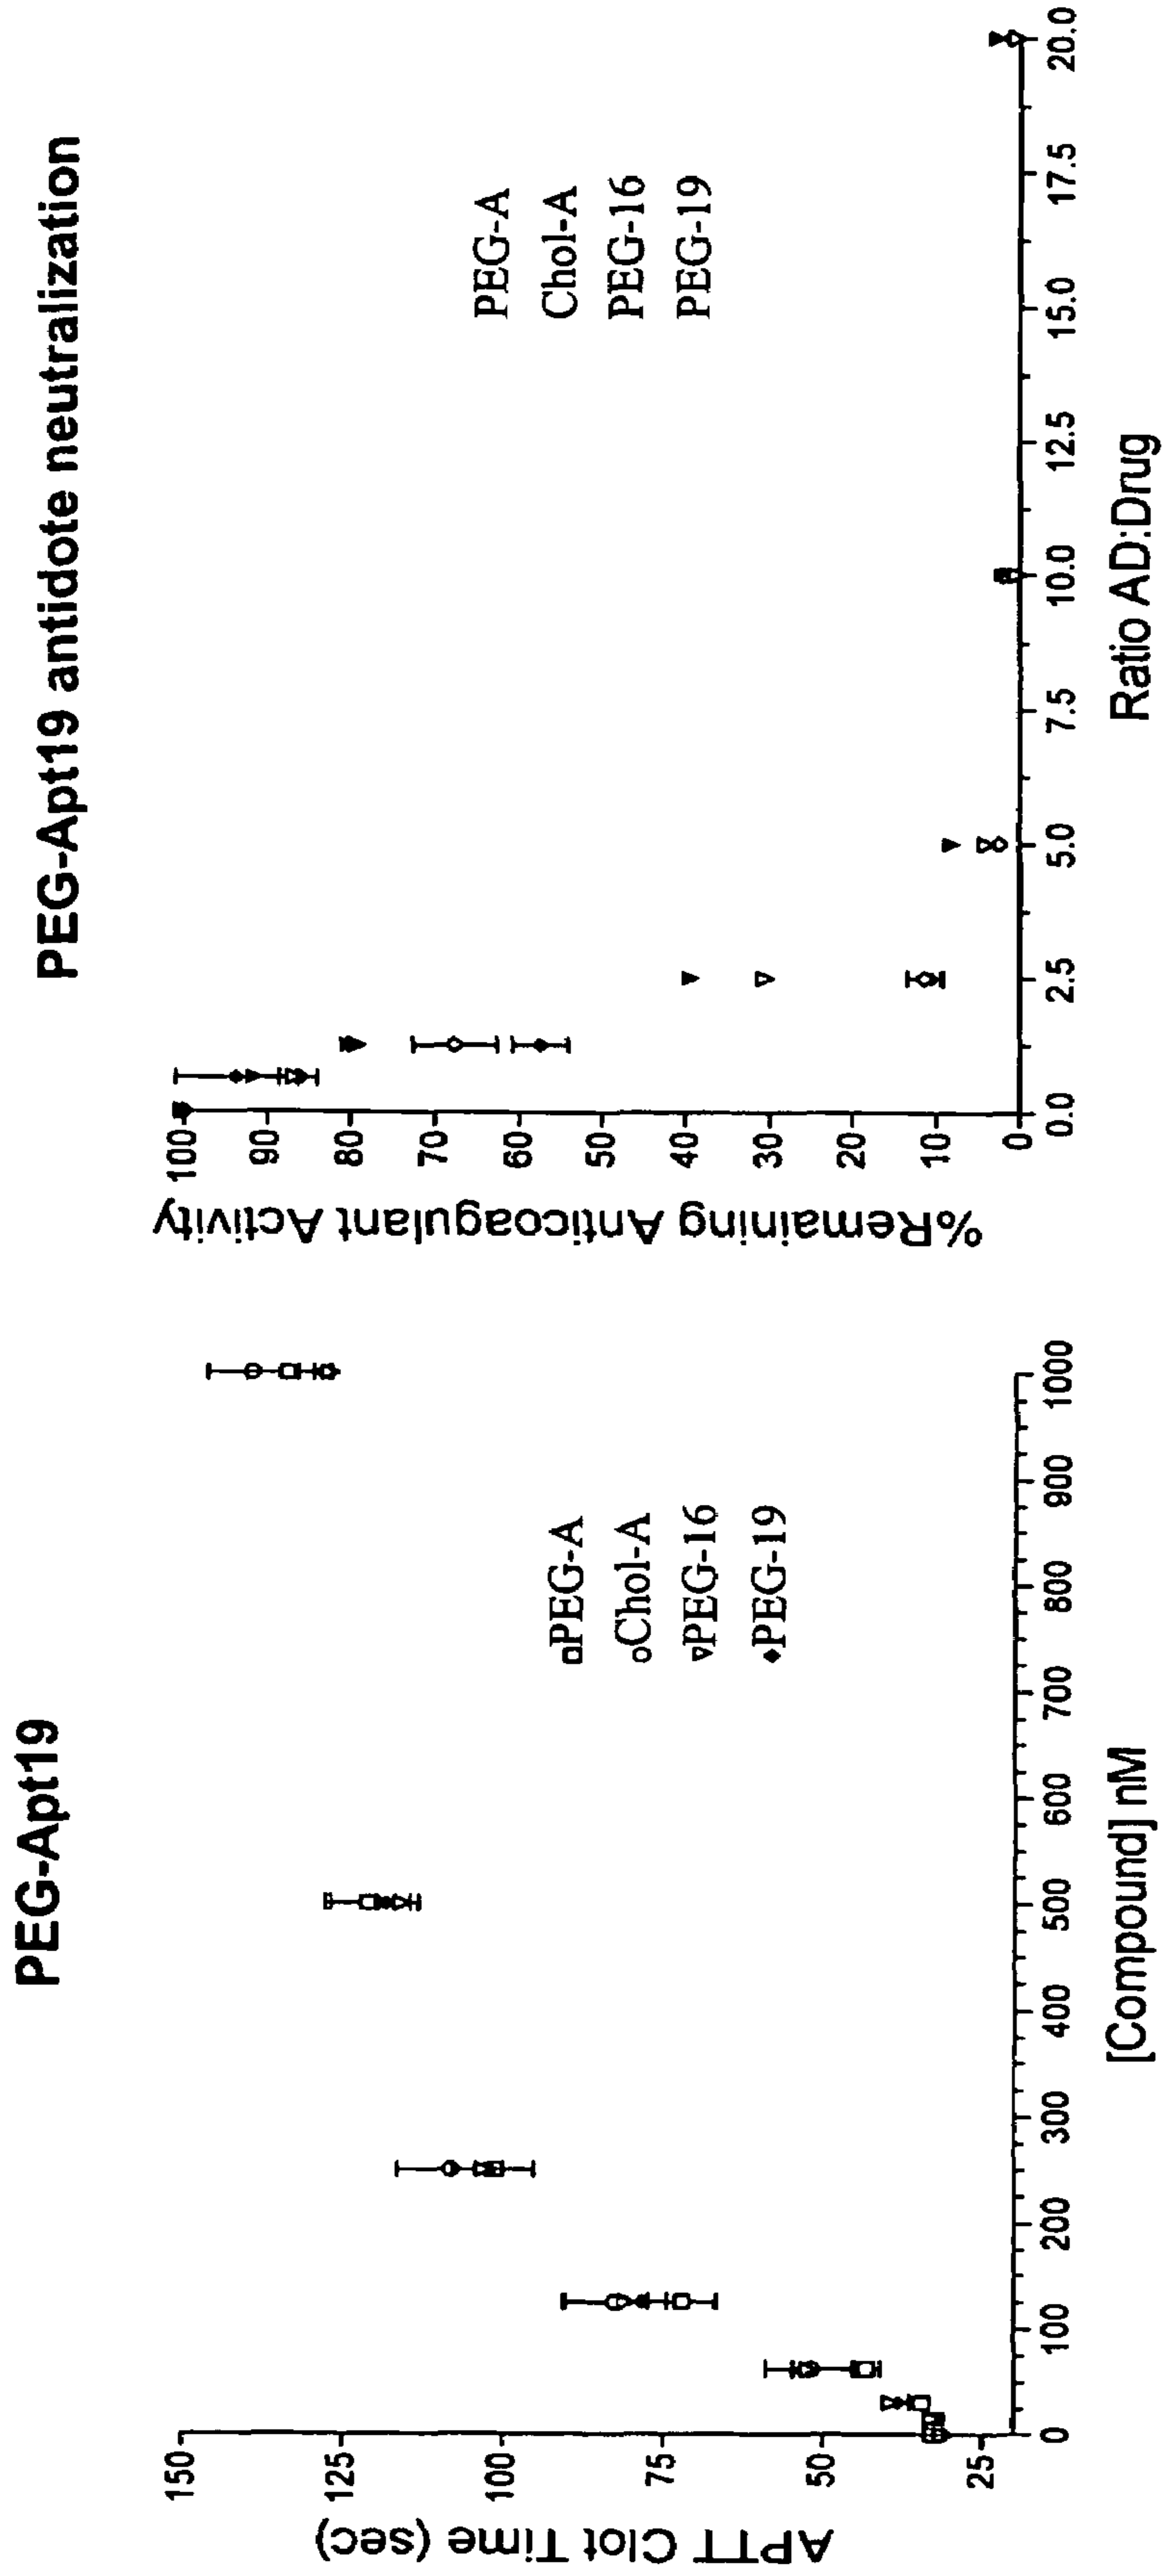 PEG-Apt19
APTT Clot Time (sec)
150
125
100
75
50
25
PEG-A
Chol-A
PEG-16
PEG-19
0
100
200
300
400
500
600
700
800
900
1000
[Compound] nM
PEG-Apt19 antidote neutralization
%Remaining Anticoagulant Activity
100
90
80
70
60
50
40
30
20
10
0
PEG-A
Chol-A
PEG-16
PEG-19
0.0
2.5
5.0
7.5
10.0
12.5
15.0
17.5
20.0
Ratio AD:Drug